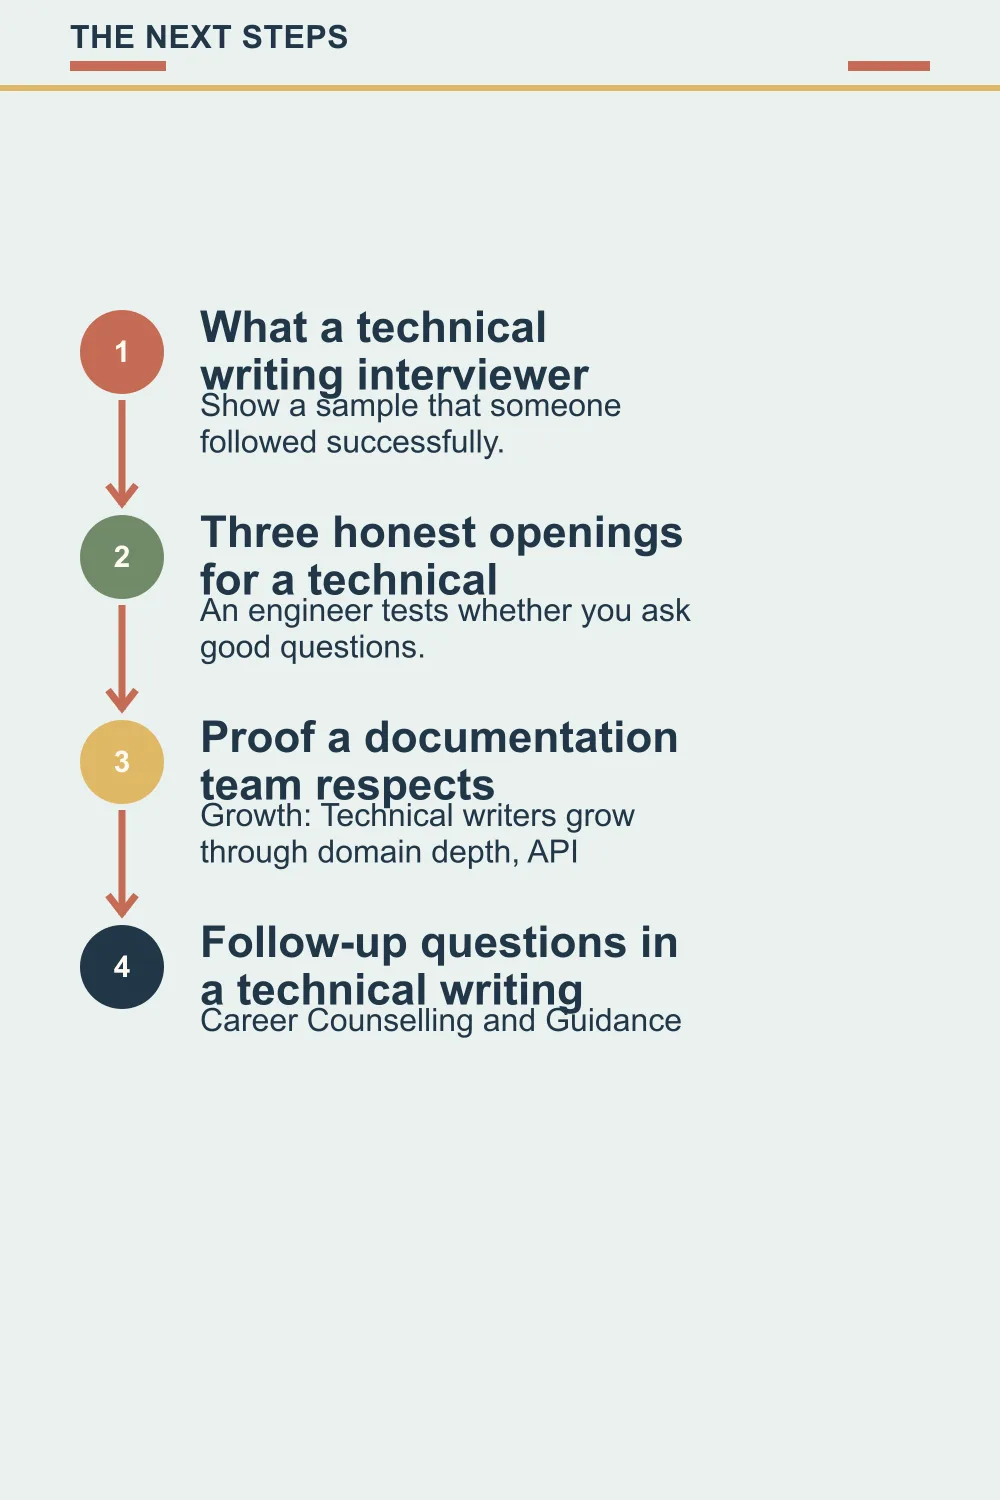 THE NEXT STEPS
1
What a technical
writing interviewer
Show a sample that someone
followed successfully.
2
Three honest openings
for a technical
An engineer tests whether you ask
good questions.
3
Proof a documentation
team respects
Growth: Technical writers grow
through domain depth, API
4
Follow-up questions in
a technical writing
Career Counselling and Guidance